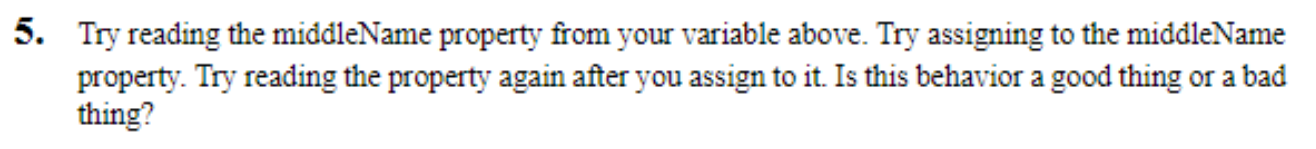 5. Try reading the middleName property from your variable above. Try assigning to the middleName
property. Try reading the property again after you assign to it. Is this behavior a good thing or a bad
thing?